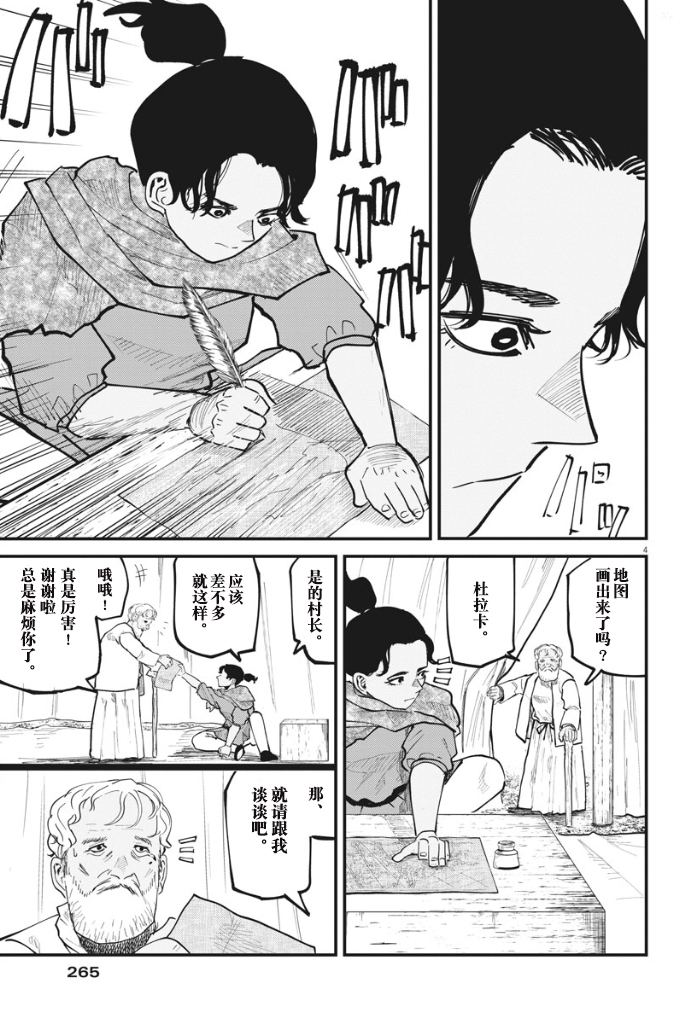 4
地图
画出来了吗?
杜拉卡。
是的村长。
应该
差不多
就这样。
哦哦!
真是厉害!
谢谢啦
总是麻烦你了。
那、
就请跟我
谈谈吧。
265